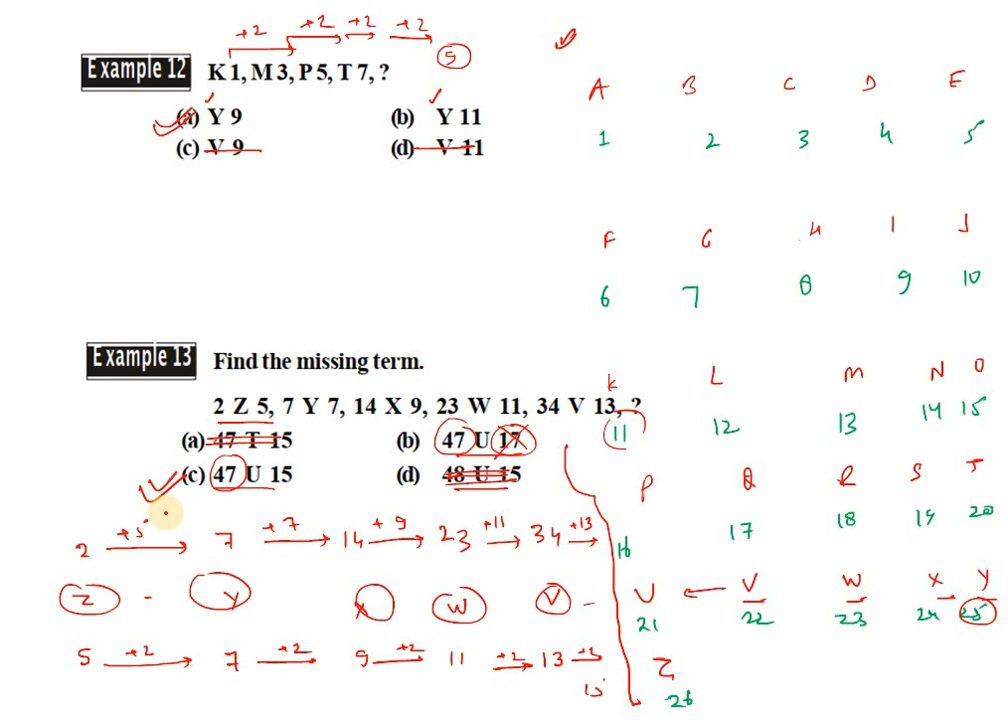 +2 +2 +2 +2
Example 12 K 1, M 3, P 5, T 7, ?
(a) Y 9 (b) Y 11
(c) V 9 (d) V 11
A B C D E
1 2 3 4 5
F G H I J
6 7 8 9 10
Example 13 Find the missing term.
K L M N O
2 Z 5, 7 Y 7, 14 X 9, 23 W 11, 34 V 13, ?
11 12 13 14 15
(a) 47 T 15 (b) 47 U 17
(c) 47 U 15 (d) 48 U 15
P Q R S T
16 17 18 19 20
2 +5 7 +7 14 +9 23 +11 34 +13
Z - Y X W V -
U V W X Y
21 22 23 24 25
5 +2 7 +2 9 +2 11 +2 13 +2
15
Z
26